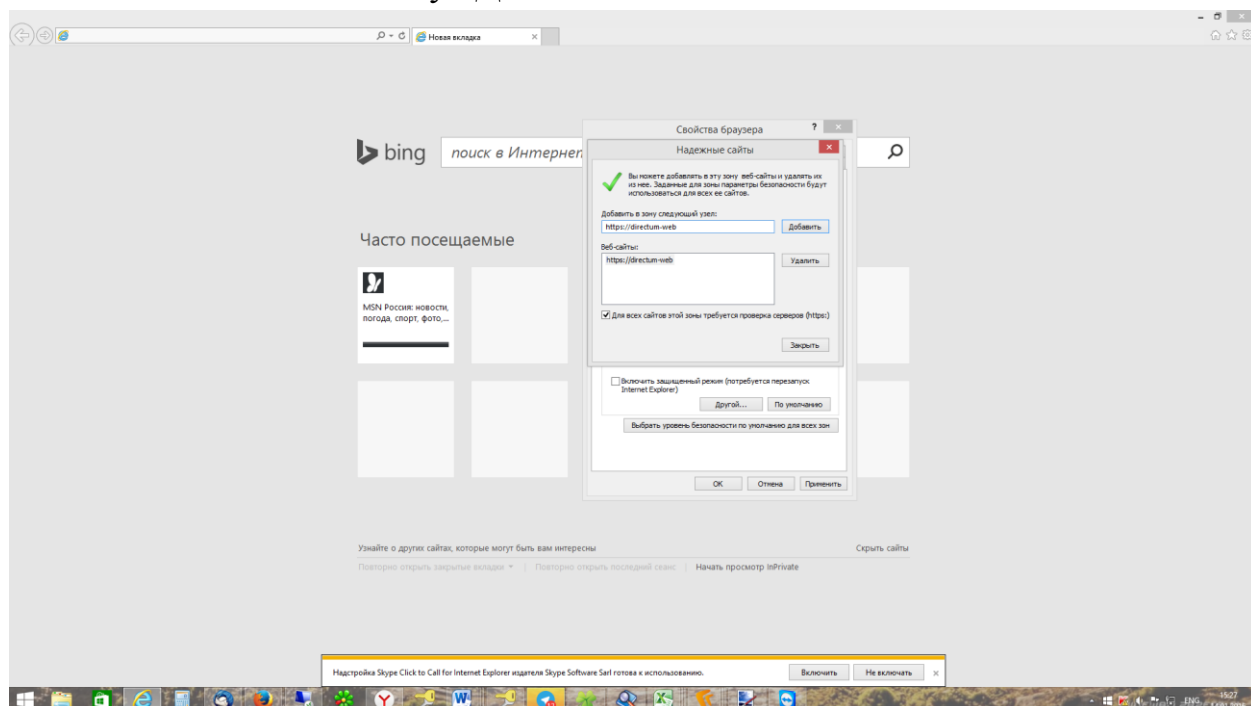 Новая вкладка
Свойства браузера
?
Надежные сайты
bing
поиск в Интернет
Вы можете добавлять в эту зону веб-сайты и удалять их
из нее. Заданные для зоны параметры безопасности будут
использоваться для всех ее сайтов.
Добавить в зону следующий узел:
https://directum-web
Добавить
Часто посещаемые
Веб-сайты:
https://directum-web
Удалить
MSN Россия: новости,
погода, спорт, фото,...
Для всех сайтов этой зоны требуется проверка серверов (https:)
Закрыть
Включить защищенный режим (потребуется перезапуск
Internet Explorer)
Другой...
По умолчанию
Выбрать уровень безопасности по умолчанию для всех зон
OK
Отмена
Применить
Узнайте о других сайтах, которые могут быть вам интересны
Скрыть сайты
Повторно открыть закрытые вкладки
Повторно открыть последний сеанс
Начать просмотр InPrivate
Надстройка Skype Click to Call for Internet Explorer издателя Skype Software Sarl готова к использованию.
Включить
Не включать
ENG
15:27